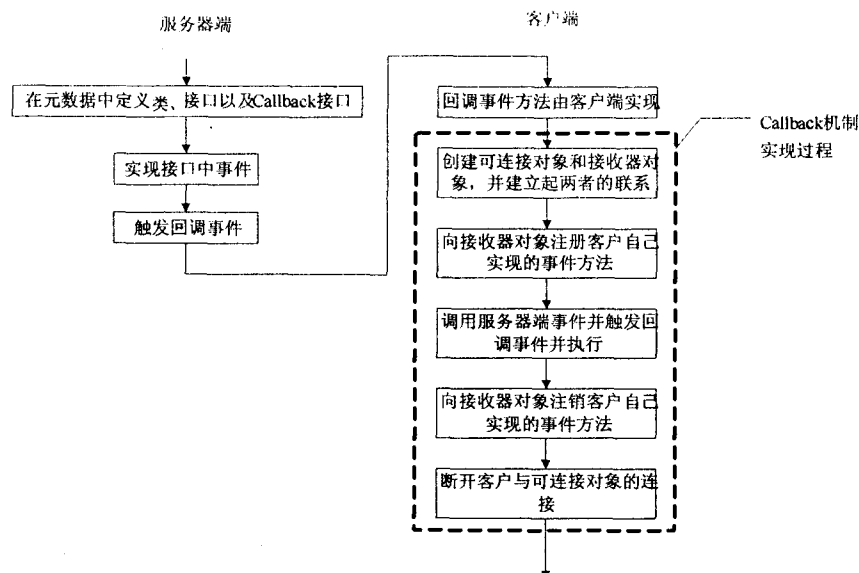 服务器端
在元数据中定义类、接口以及Callback接口
实现接口中事件
触发回调事件
客户端
回调事件方法由客户端实现
创建可连接对象和接收器对
象，并建立起两者的联系
向接收器对象注册客户自己
实现的事件方法
调用服务器端事件并触发回
调事件并执行
向接收器对象注销客户自己
实现的事件方法
断开客户与可连接对象的连
接
Callback机制
实现过程